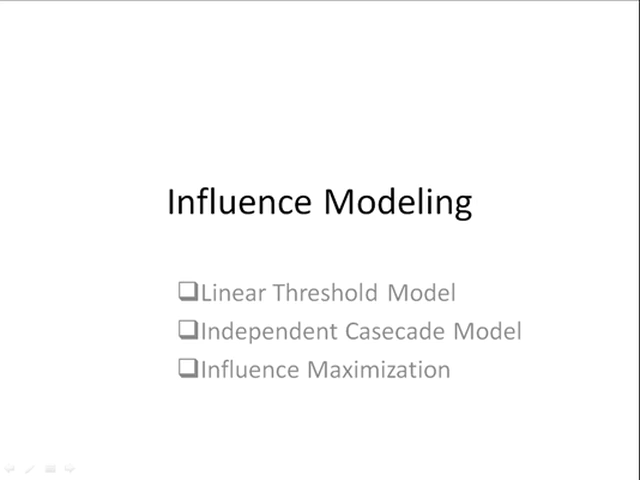 Influence Modeling
❑Linear Threshold Model
❑Independent Casecade Model
❑Influence Maximization